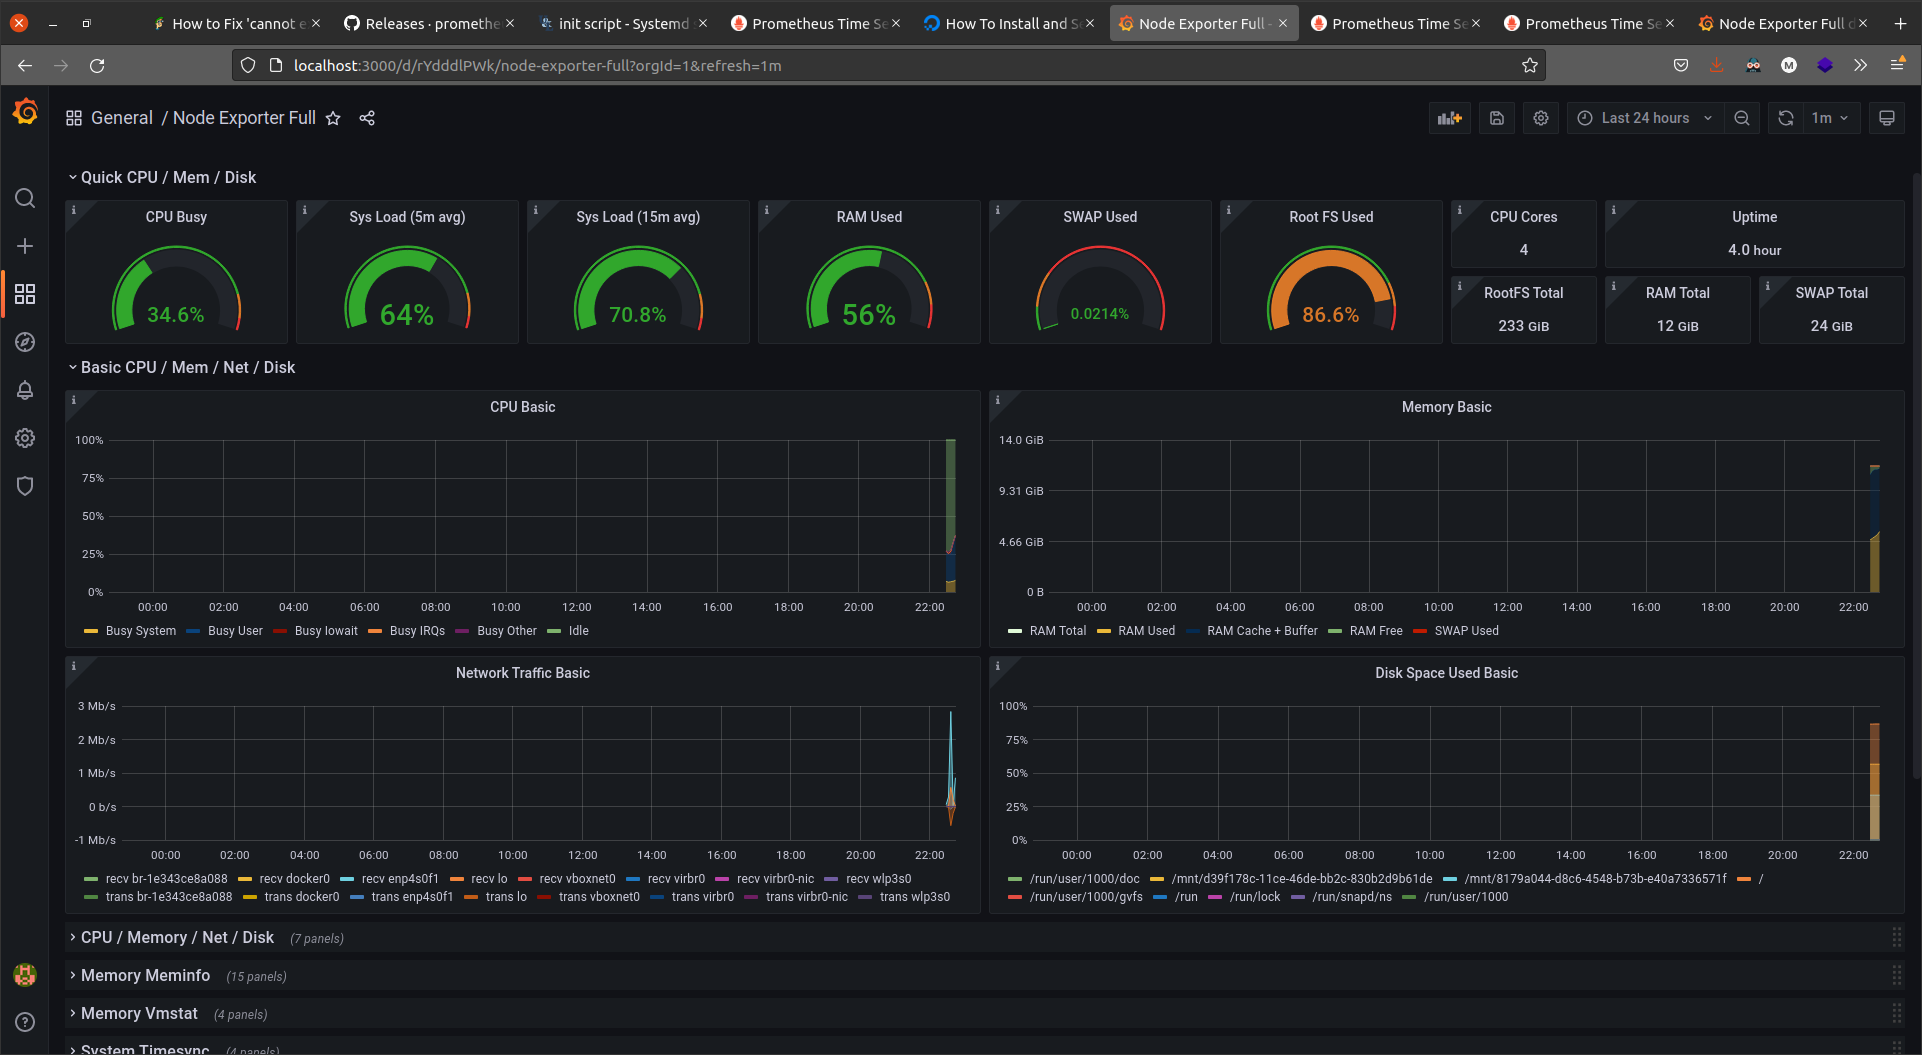 How to Fix 'cannot e
Releases · promethe
init script - Systemd s
Prometheus Time Se
How To Install and Se
Node Exporter Full -
Prometheus Time Se
Prometheus Time Se
Node Exporter Full d
localhost:3000/d/rYdddlPWk/node-exporter-full?orgId=1&refresh=1m
General / Node Exporter Full
Last 24 hours
1m
Quick CPU / Mem / Disk
CPU Busy
34.6%
Sys Load (5m avg)
64%
Sys Load (15m avg)
70.8%
RAM Used
56%
SWAP Used
0.0214%
Root FS Used
86.6%
CPU Cores
4
Uptime
4.0 hour
RootFS Total
233 GiB
RAM Total
12 GiB
SWAP Total
24 GiB
Basic CPU / Mem / Net / Disk
CPU Basic
100%
75%
50%
25%
0%
00:00 02:00 04:00 06:00 08:00 10:00 12:00 14:00 16:00 18:00 20:00 22:00
Busy System Busy User Busy Iowait Busy IRQs Busy Other Idle
Memory Basic
14.0 GiB
9.31 GiB
4.66 GiB
0 B
00:00 02:00 04:00 06:00 08:00 10:00 12:00 14:00 16:00 18:00 20:00 22:00
RAM Total RAM Used RAM Cache + Buffer RAM Free SWAP Used
Network Traffic Basic
3 Mb/s
2 Mb/s
1 Mb/s
0 b/s
-1 Mb/s
00:00 02:00 04:00 06:00 08:00 10:00 12:00 14:00 16:00 18:00 20:00 22:00
recv br-1e343ce8a088 recv docker0 recv enp4s0f1 recv lo recv vboxnet0 recv virbr0 recv virbr0-nic recv wlp3s0
trans br-1e343ce8a088 trans docker0 trans enp4s0f1 trans lo trans vboxnet0 trans virbr0 trans virbr0-nic trans wlp3s0
Disk Space Used Basic
100%
75%
50%
25%
0%
00:00 02:00 04:00 06:00 08:00 10:00 12:00 14:00 16:00 18:00 20:00 22:00
/run/user/1000/doc /mnt/d39f178c-11ce-46de-bb2c-830b2d9b61de /mnt/8179a044-d8c6-4548-b73b-e40a7336571f /
/run/user/1000/gvfs /run /run/lock /run/snapd/ns /run/user/1000
CPU / Memory / Net / Disk (7 panels)
Memory Meminfo (15 panels)
Memory Vmstat (4 panels)
System Timesync (4 panels)